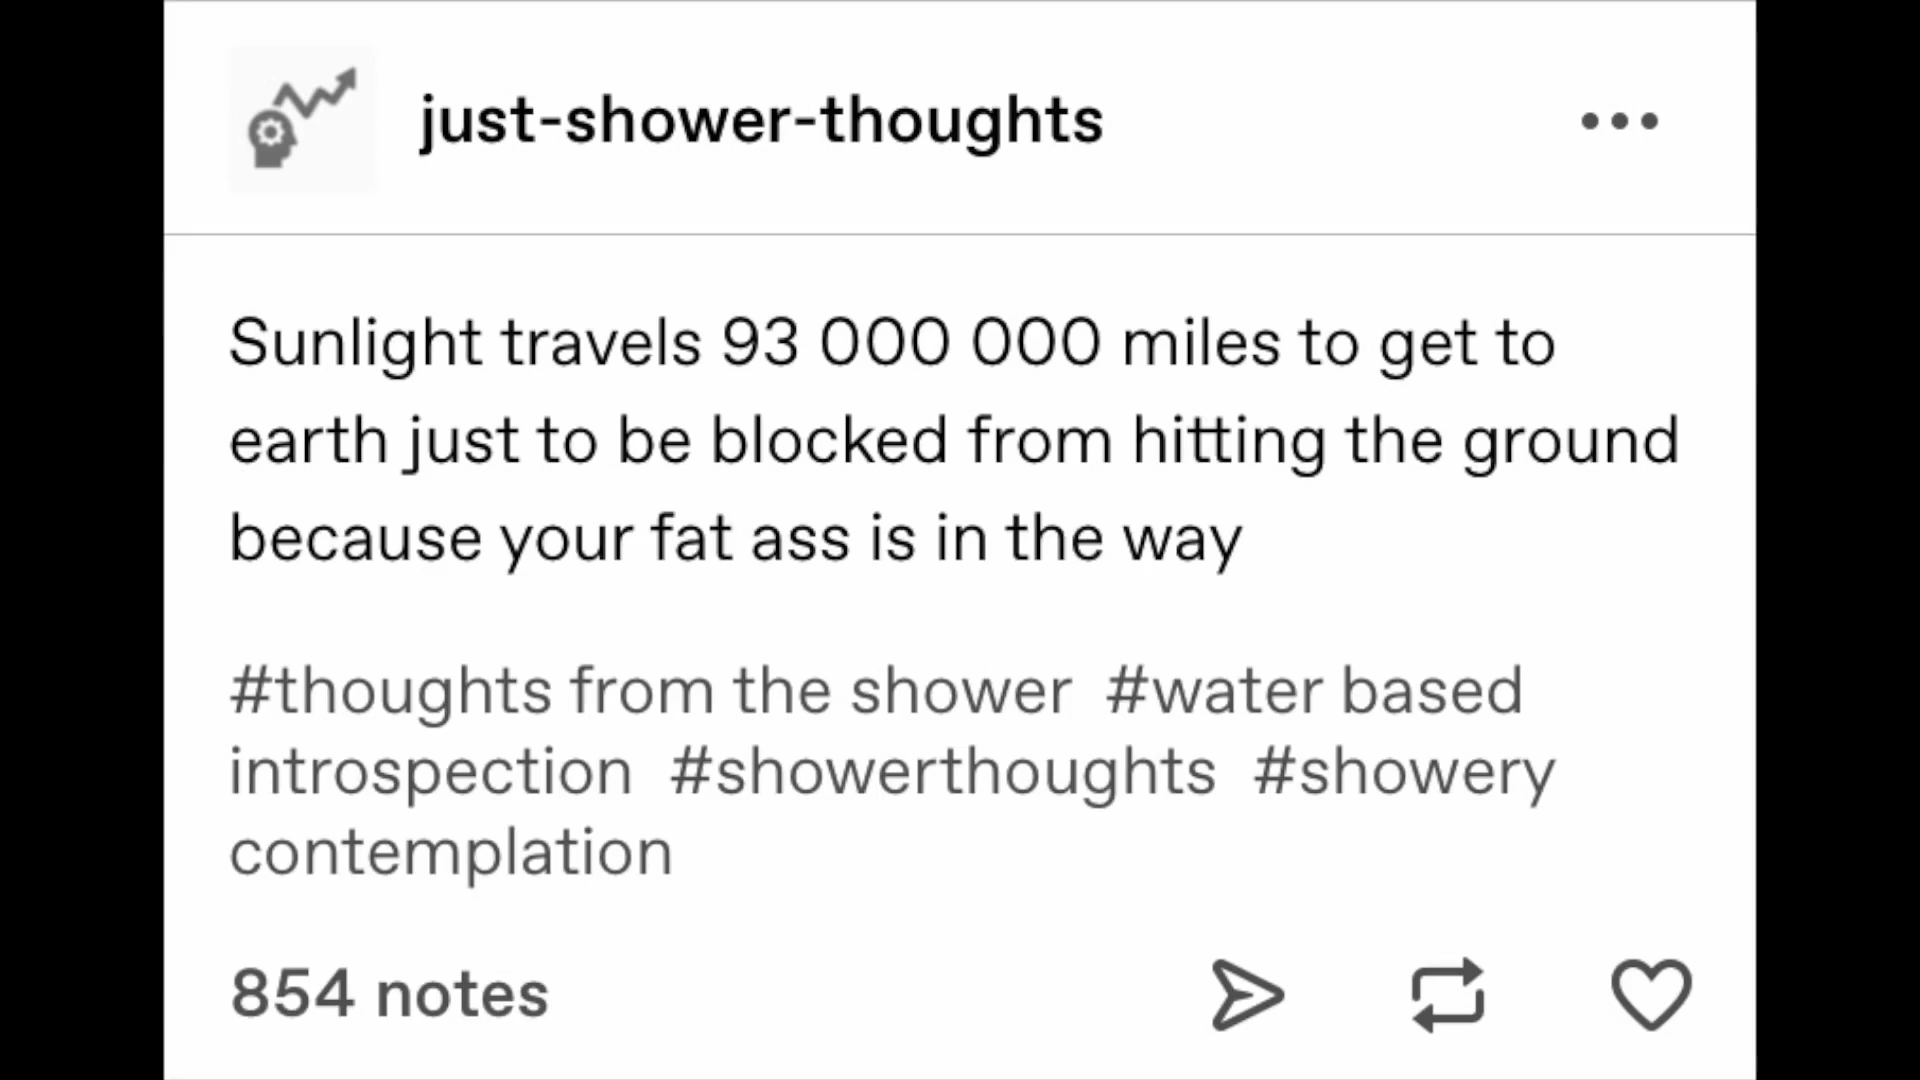 just-shower-thoughts
Sunlight travels 93 000 000 miles to get to
earth just to be blocked from hitting the ground
because your fat ass is in the way
#thoughts from the shower #water based
introspection #showerthoughts #showery
contemplation
854 notes